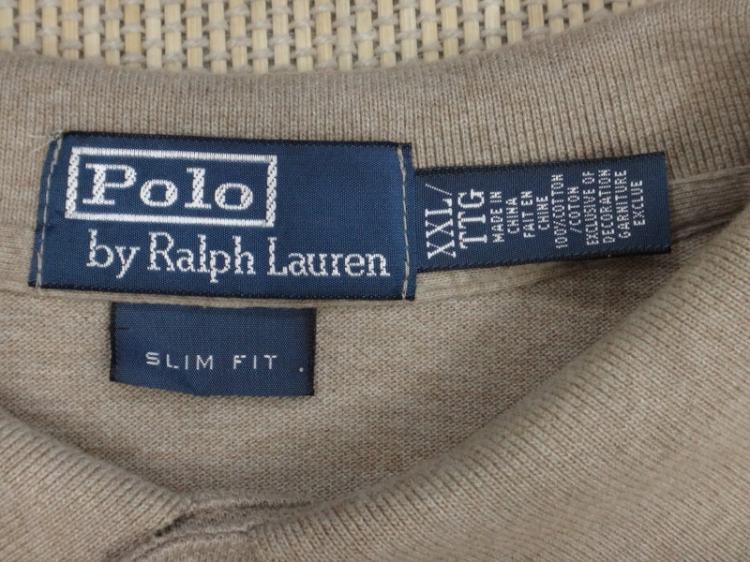 Polo
by Ralph Lauren
XXL/
TTG
MADE IN
CHINA
FAIT EN
CHINE
100%COTTON
/COTON
EXCLUSIVE OF
DECORATION
GARNITURE
EXCLUE
SLIM FIT .